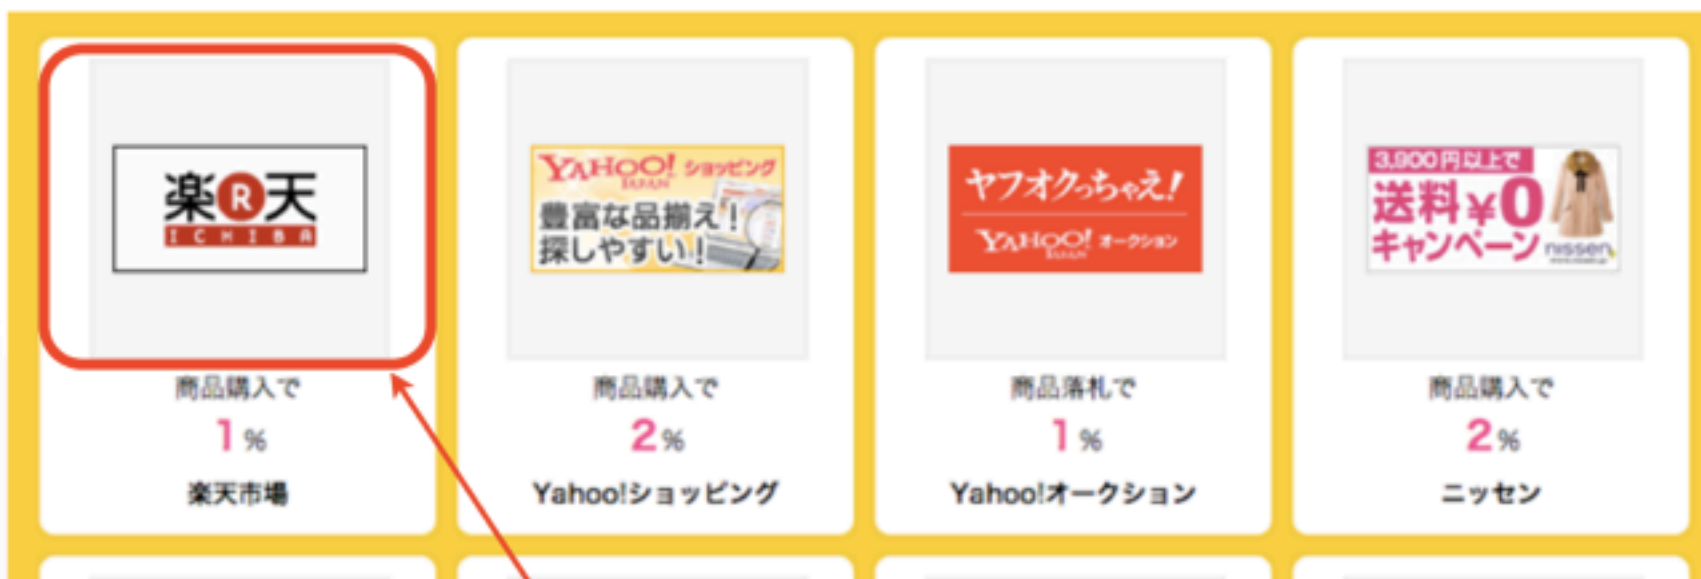 楽R天
ICHIBA
商品購入で
1%
楽天市場
YAHOO! ショッピング
JAPAN
豊富な品揃え!
探しやすい!
商品購入で
2%
Yahoo!ショッピング
ヤフオクっちゃえ!
YAHOO! オークション
JAPAN
商品落札で
1%
Yahoo!オークション
3,900円以上で
送料¥0
キャンペーン
nissen
商品購入で
2%
ニッセン